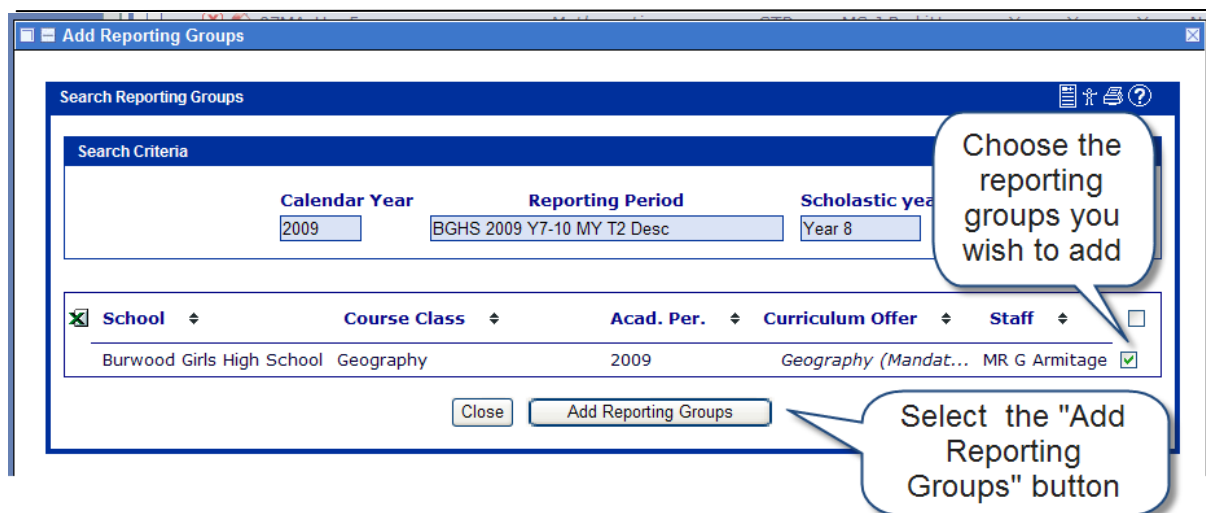 Add Reporting Groups
Search Reporting Groups
Search Criteria
Calendar Year Reporting Period Scholastic yea
2009 BGHS 2009 Y7-10 MY T2 Desc Year 8
Choose the
reporting
groups you
wish to add
School Course Class Acad. Per. Curriculum Offer Staff
Burwood Girls High School Geography 2009 Geography (Mandat... MR G Armitage
Close Add Reporting Groups
Select the "Add
Reporting
Groups" button